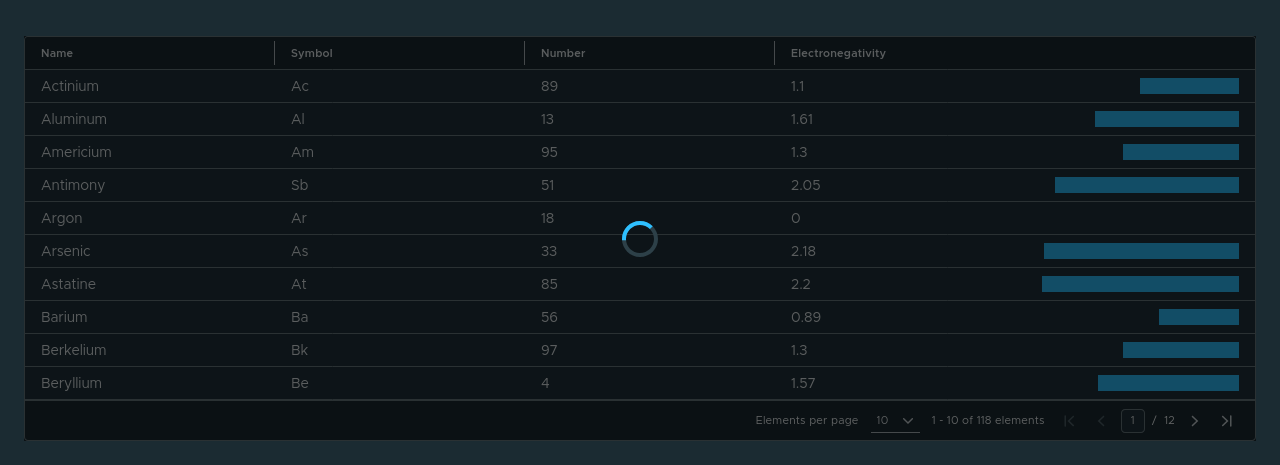 Name Symbol Number Electronegativity
Actinium Ac 89 1.1
Aluminum Al 13 1.61
Americium Am 95 1.3
Antimony Sb 51 2.05
Argon Ar 18 0
Arsenic As 33 2.18
Astatine At 85 2.2
Barium Ba 56 0.89
Berkelium Bk 97 1.3
Beryllium Be 4 1.57
Elements per page 10 1 - 10 of 118 elements 1 / 12